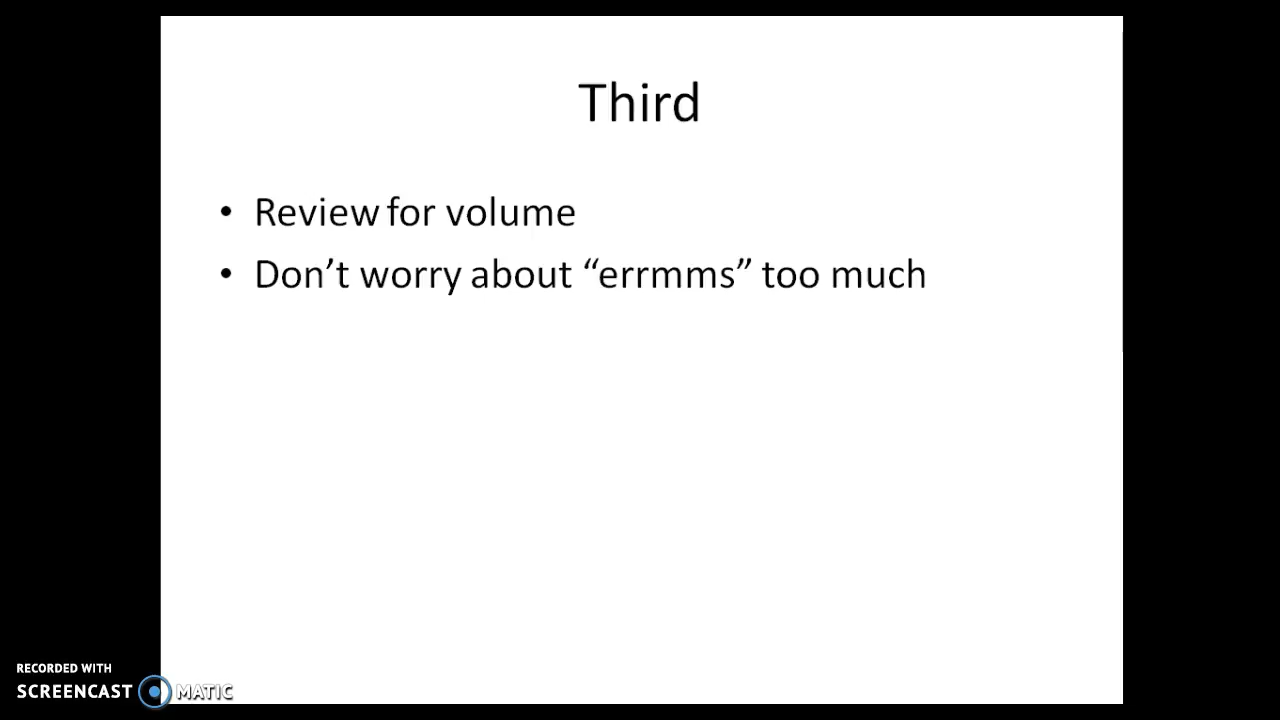 Third
• Review for volume
• Don’t worry about “errmms” too much
RECORDED WITH
SCREENCAST MATIC